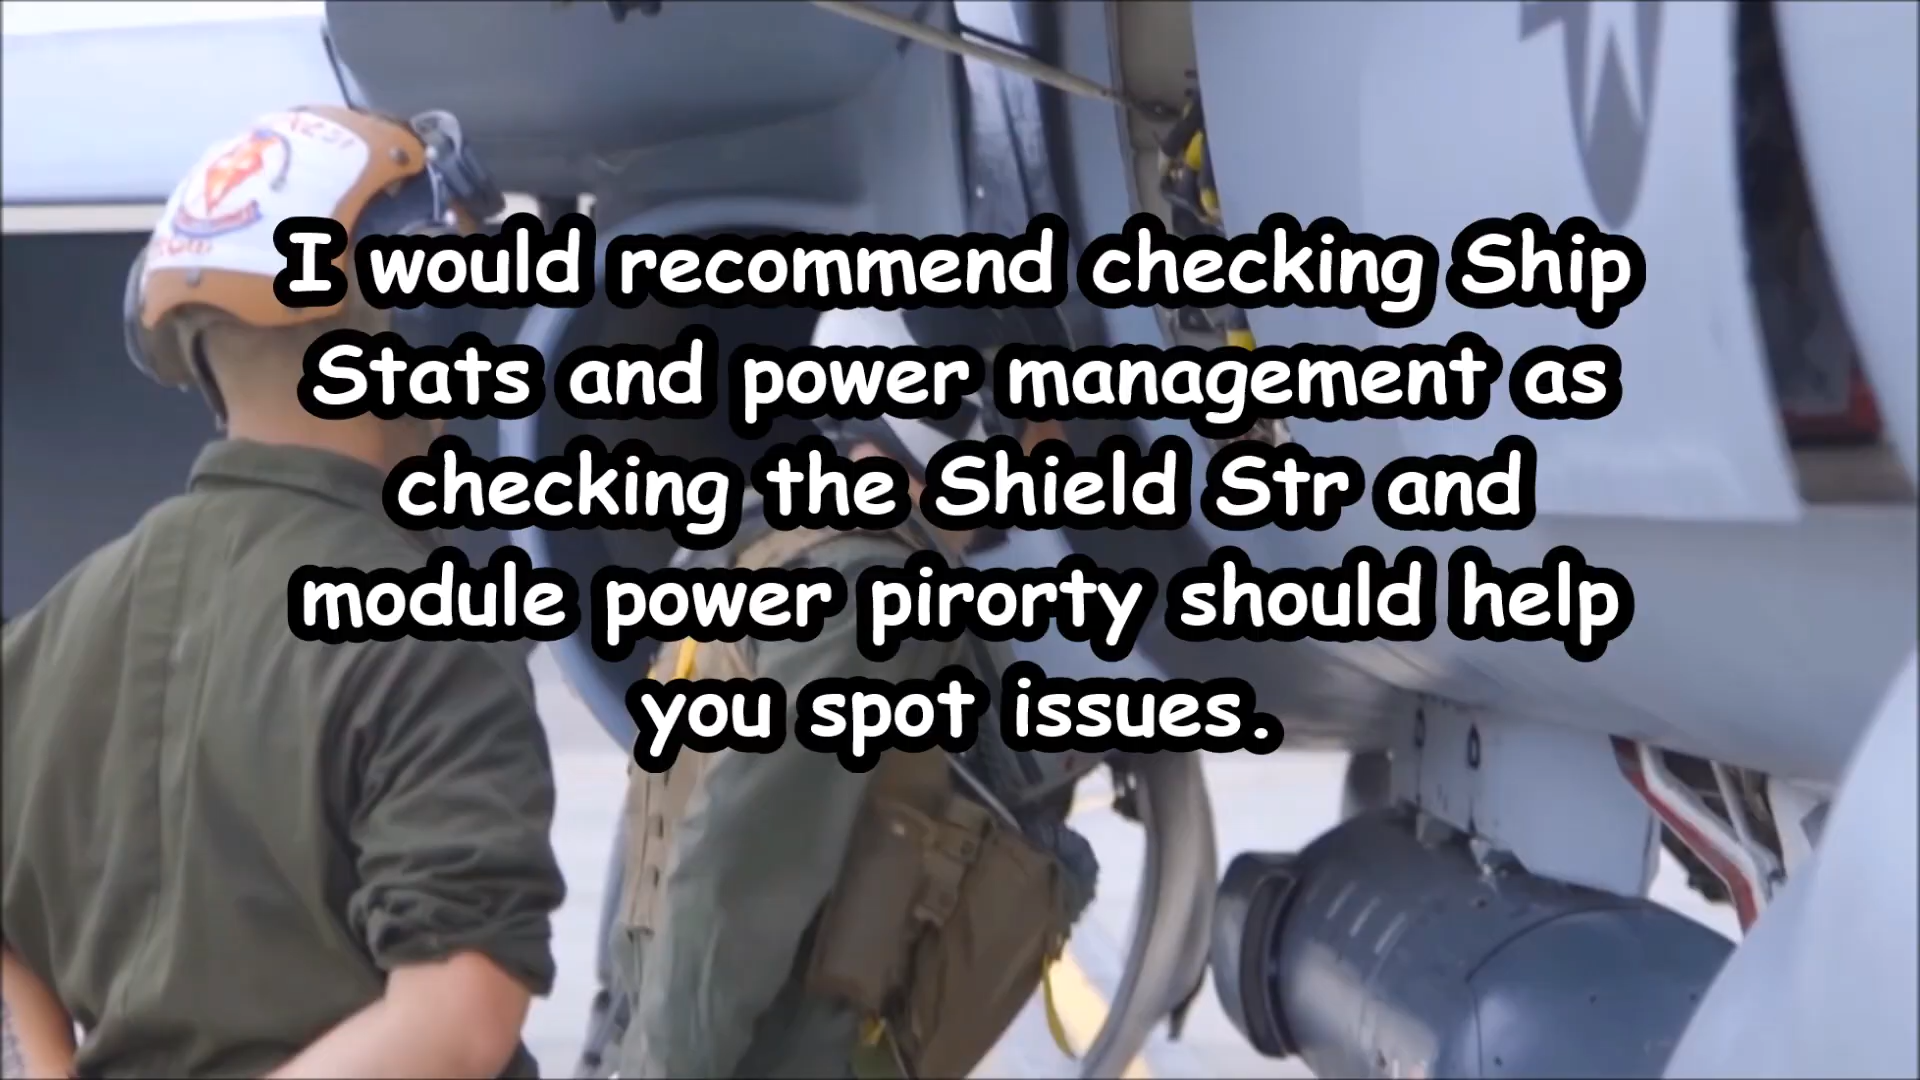 I would recommend checking Ship
Stats and power management as
checking the Shield Str and
module power pirorty should help
you spot issues.